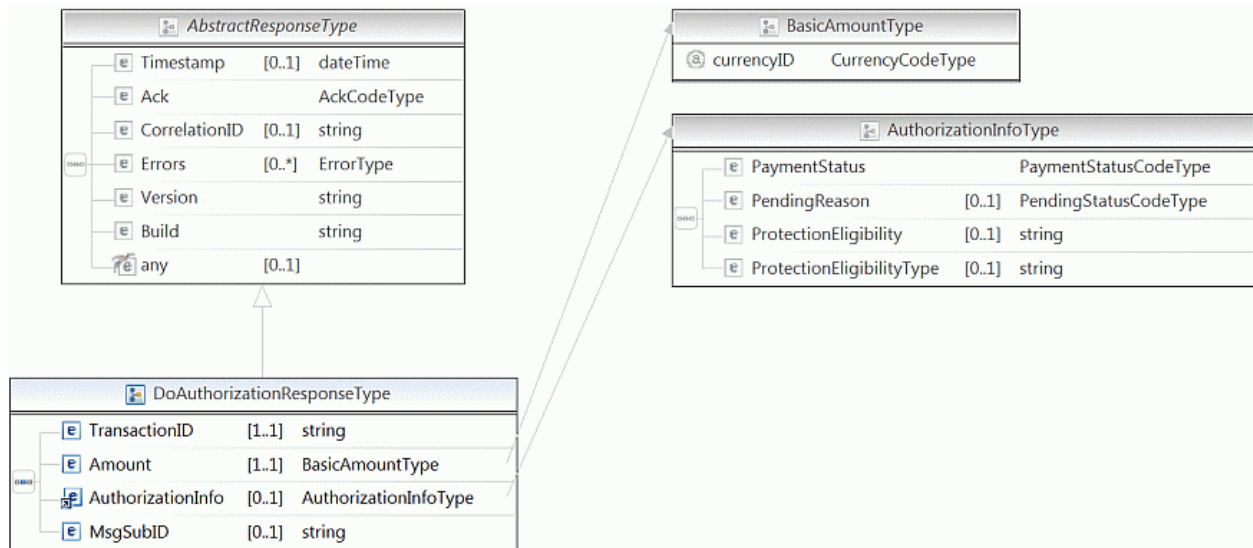 AbstractResponseType
Timestamp [0..1] dateTime
Ack AckCodeType
CorrelationID [0..1] string
Errors [0..*] ErrorType
Version string
Build string
any [0..1]
BasicAmountType
currencyID CurrencyCodeType
AuthorizationInfoType
PaymentStatus PaymentStatusCodeType
PendingReason [0..1] PendingStatusCodeType
ProtectionEligibility [0..1] string
ProtectionEligibilityType [0..1] string
DoAuthorizationResponseType
TransactionID [1..1] string
Amount [1..1] BasicAmountType
AuthorizationInfo [0..1] AuthorizationInfoType
MsgSubID [0..1] string